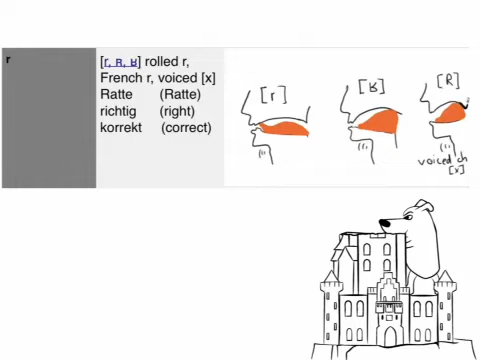 r
[r, ʀ, ʁ] rolled r,
French r, voiced [x]
Ratte (Ratte)
richtig (right)
korrekt (correct)
[r]
[ʁ]
[R]
voiced ch
[x]